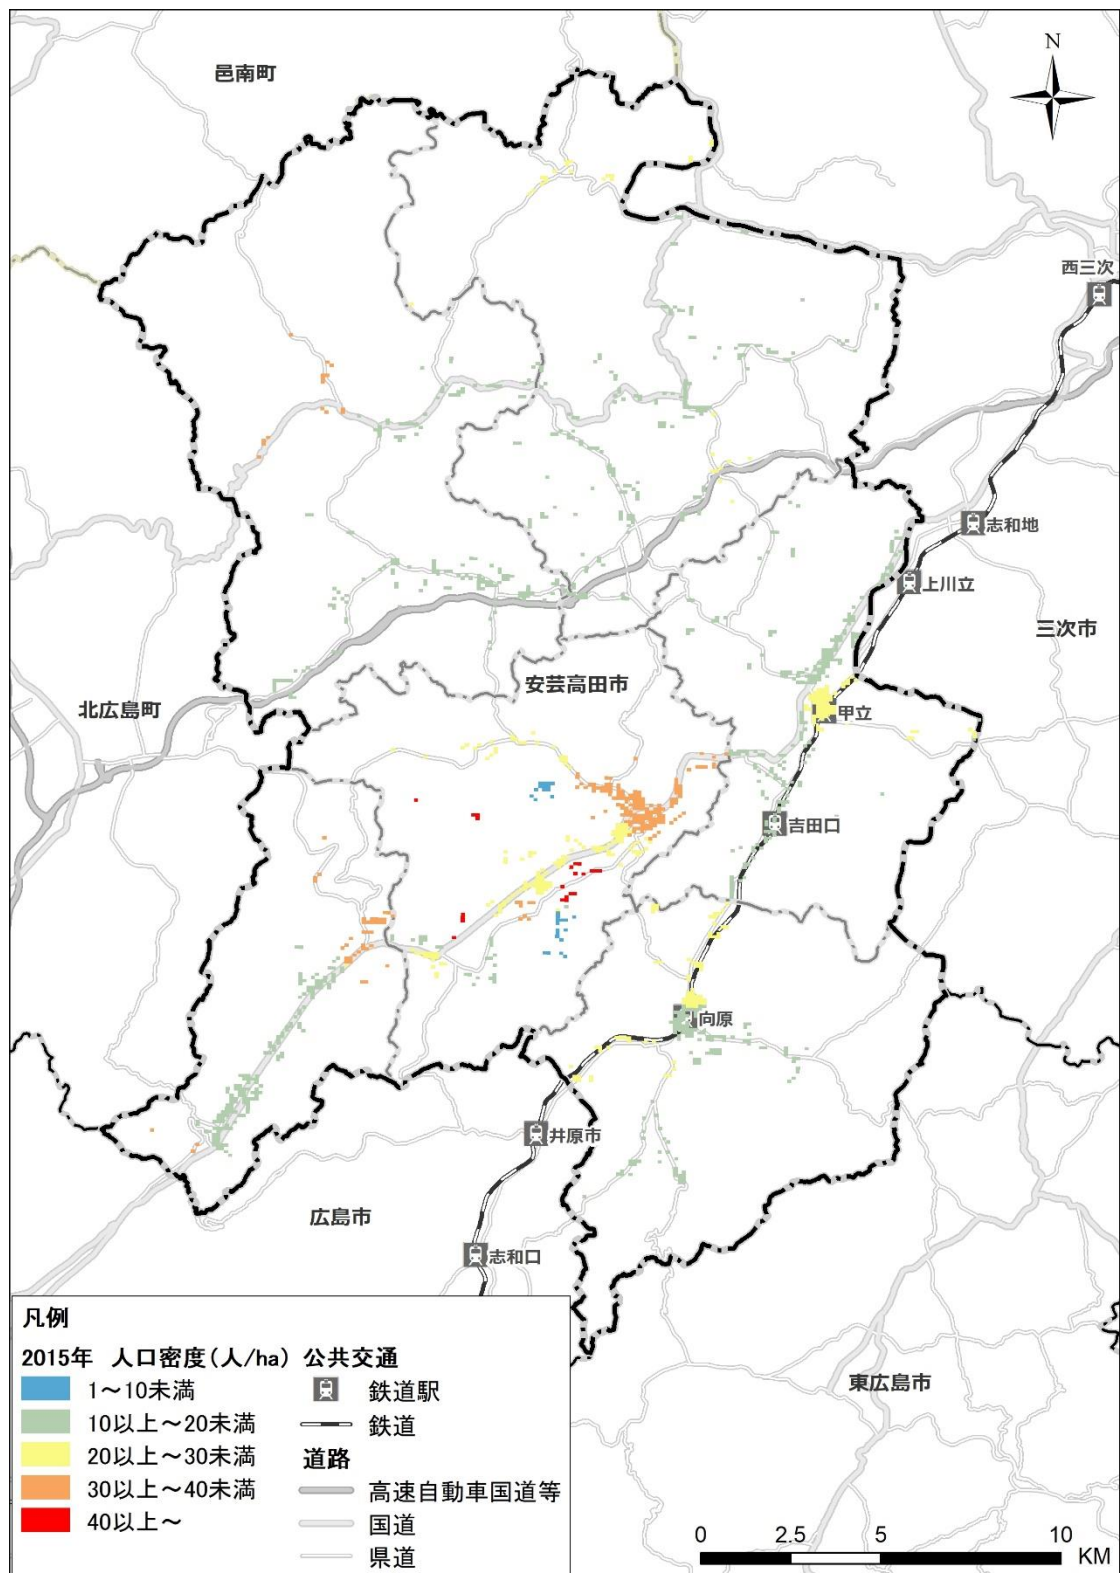 邑南町
N
西三次
志和地
上川立
三次市
安芸高田市
北広島町
甲立
吉田口
向原
井原市
広島市
志和口
東広島市
凡例
2015年 人口密度(人/ha) 公共交通
1～10未満 鉄道駅
10以上～20未満 鉄道
20以上～30未満 道路
30以上～40未満 高速自動車国道等
40以上～ 国道
県道
0 2.5 5 10
KM